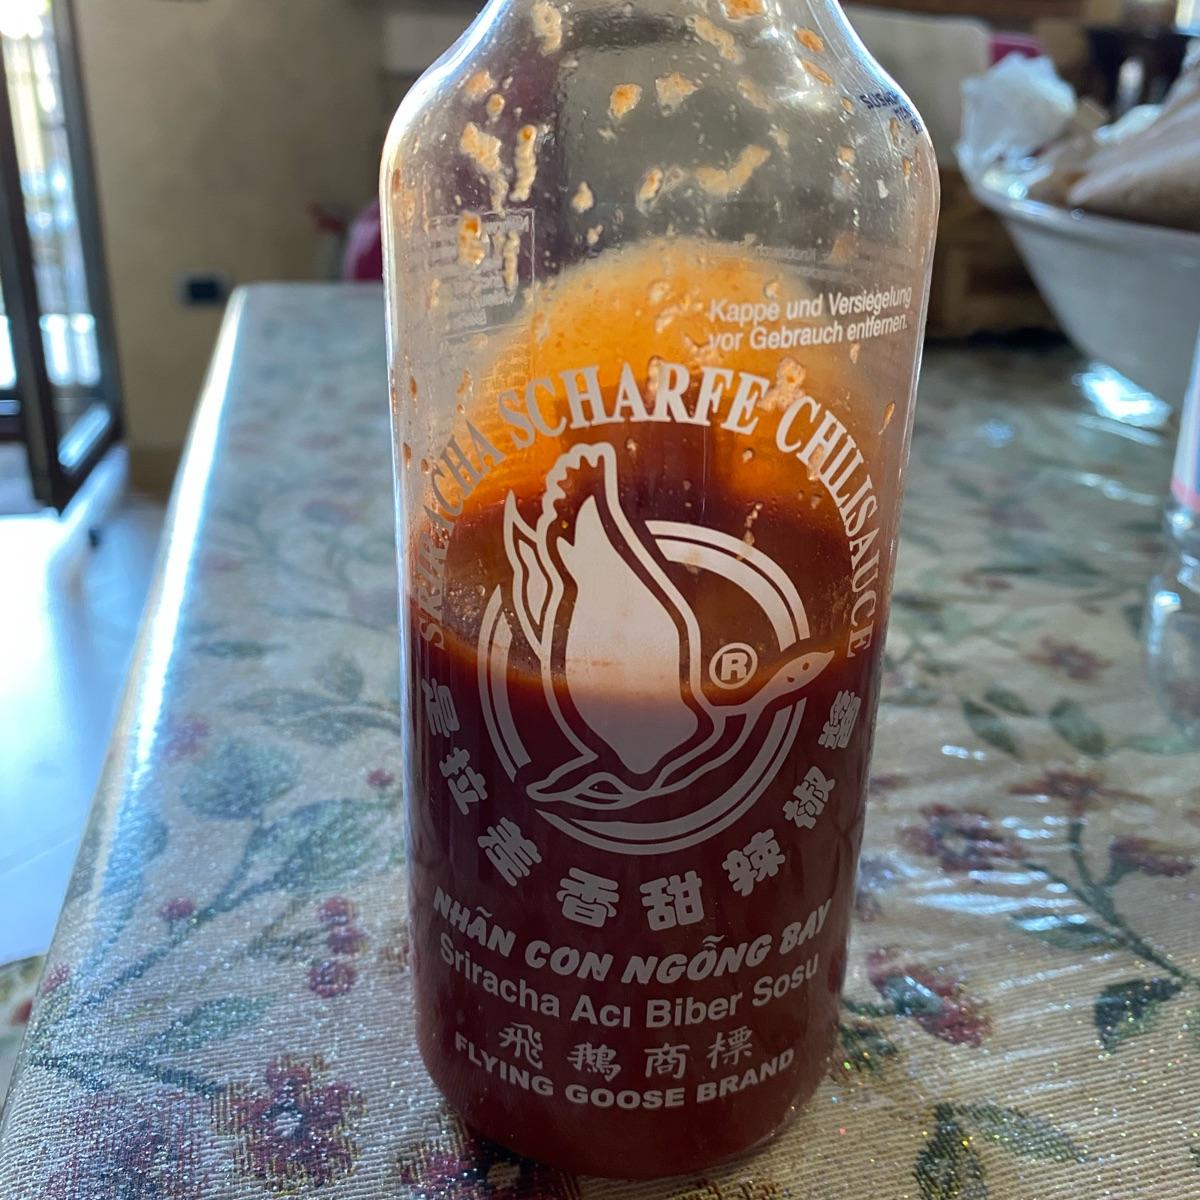 Kappe und Versiegelung
vor Gebrauch entfernen.
SRIRACHA SCHARFE CHILISAUCE
®
是拉差香甜辣椒醬
NHÃN CON NGỖNG BAY
Sriracha Acı Biber Sosu
飛鵝商標
FLYING GOOSE BRAND